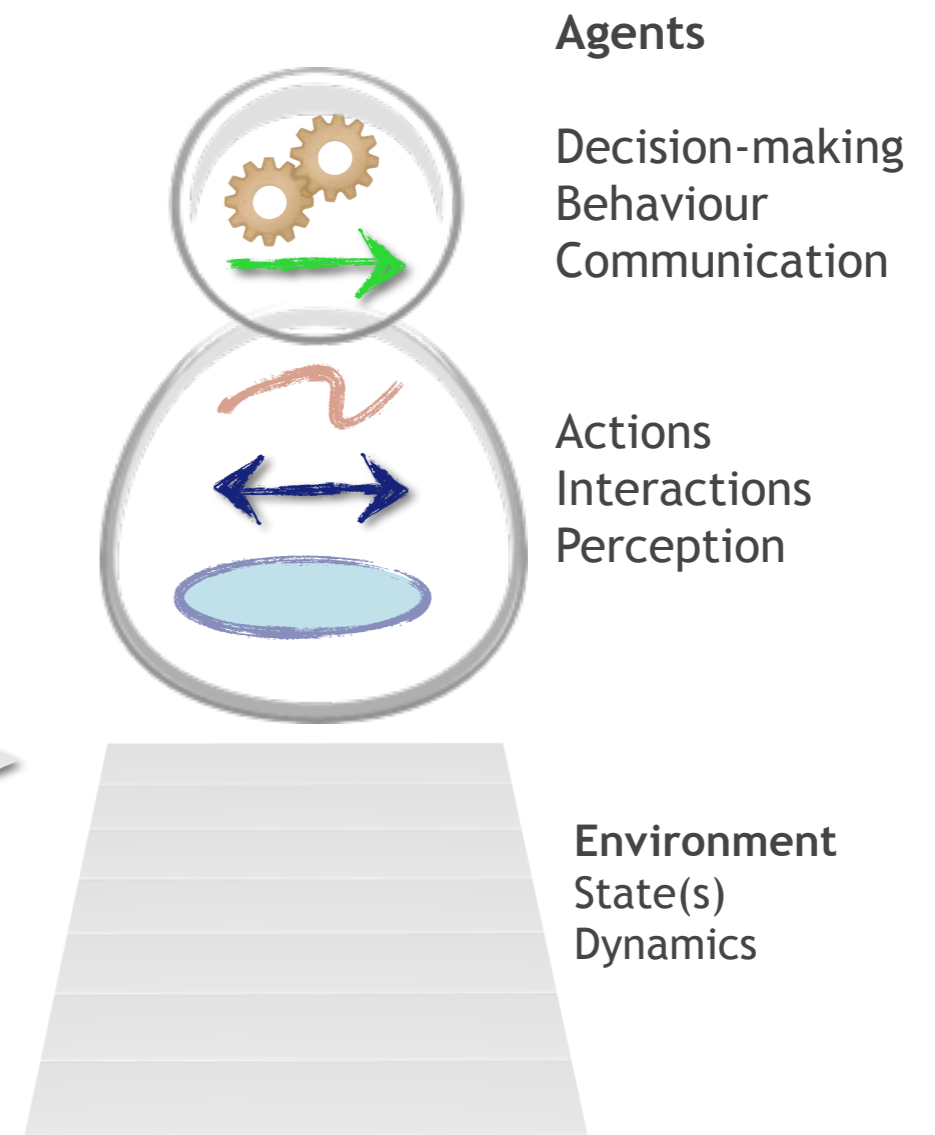 Agents
Decision-making
Behaviour
Communication
Actions
Interactions
Perception
Environment
State(s)
Dynamics